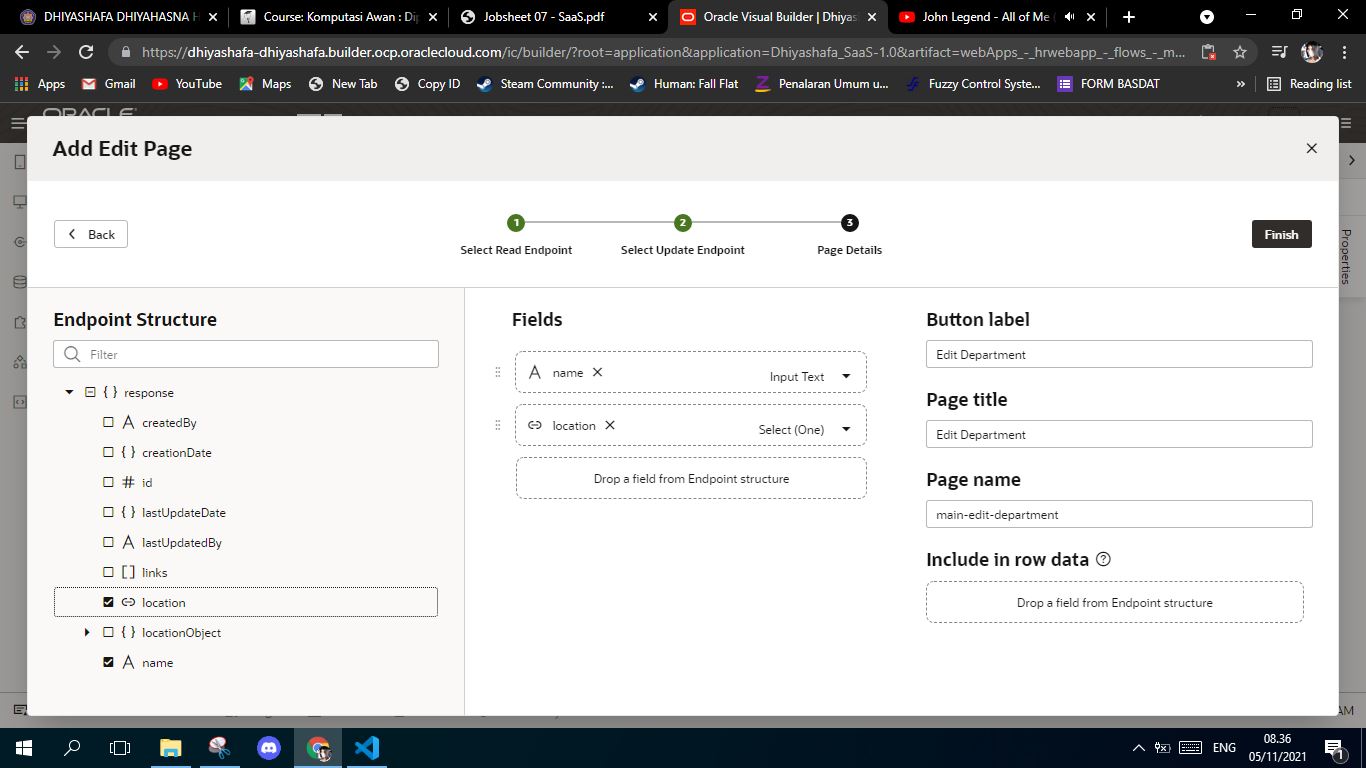 DHIYASHAFA DHIYAHASNA H
Course: Komputasi Awan : Dip
Jobsheet 07 - SaaS.pdf
Oracle Visual Builder | Dhiyash
John Legend - All of Me (
https://dhiyashafa-dhiyashafa.builder.ocp.oraclecloud.com/ic/builder/?root=application&application=Dhiyashafa_SaaS-1.0&artifact=webApps_-_hrwebapp_-_flows_-_m...
Apps
Gmail
YouTube
Maps
New Tab
Copy ID
Steam Community :...
Human: Fall Flat
Penalaran Umum u...
Fuzzy Control Syste...
FORM BASDAT
»
Reading list
ORACLE
Add Edit Page
Back
1
2
3
Select Read Endpoint
Select Update Endpoint
Page Details
Finish
Properties
Endpoint Structure
Filter
{ } response
A createdBy
{ } creationDate
# id
{ } lastUpdateDate
A lastUpdatedBy
[ ] links
location
{ } locationObject
A name
Fields
A name
Input Text
location
Select (One)
Drop a field from Endpoint structure
Button label
Edit Department
Page title
Edit Department
Page name
main-edit-department
Include in row data ?
Drop a field from Endpoint structure
AM
ENG
08.36
05/11/2021
1